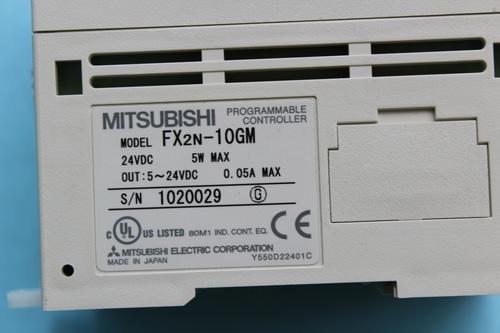 MITSUBISHI PROGRAMMABLE CONTROLLER
MODEL FX2N-10GM
24VDC 5W MAX
OUT:5~24VDC 0.05A MAX
S/N 1020029 G
c UL US LISTED 80M1 IND. CONT. EQ. CE
MITSUBISHI ELECTRIC CORPORATION
MADE IN JAPAN Y550D22401C